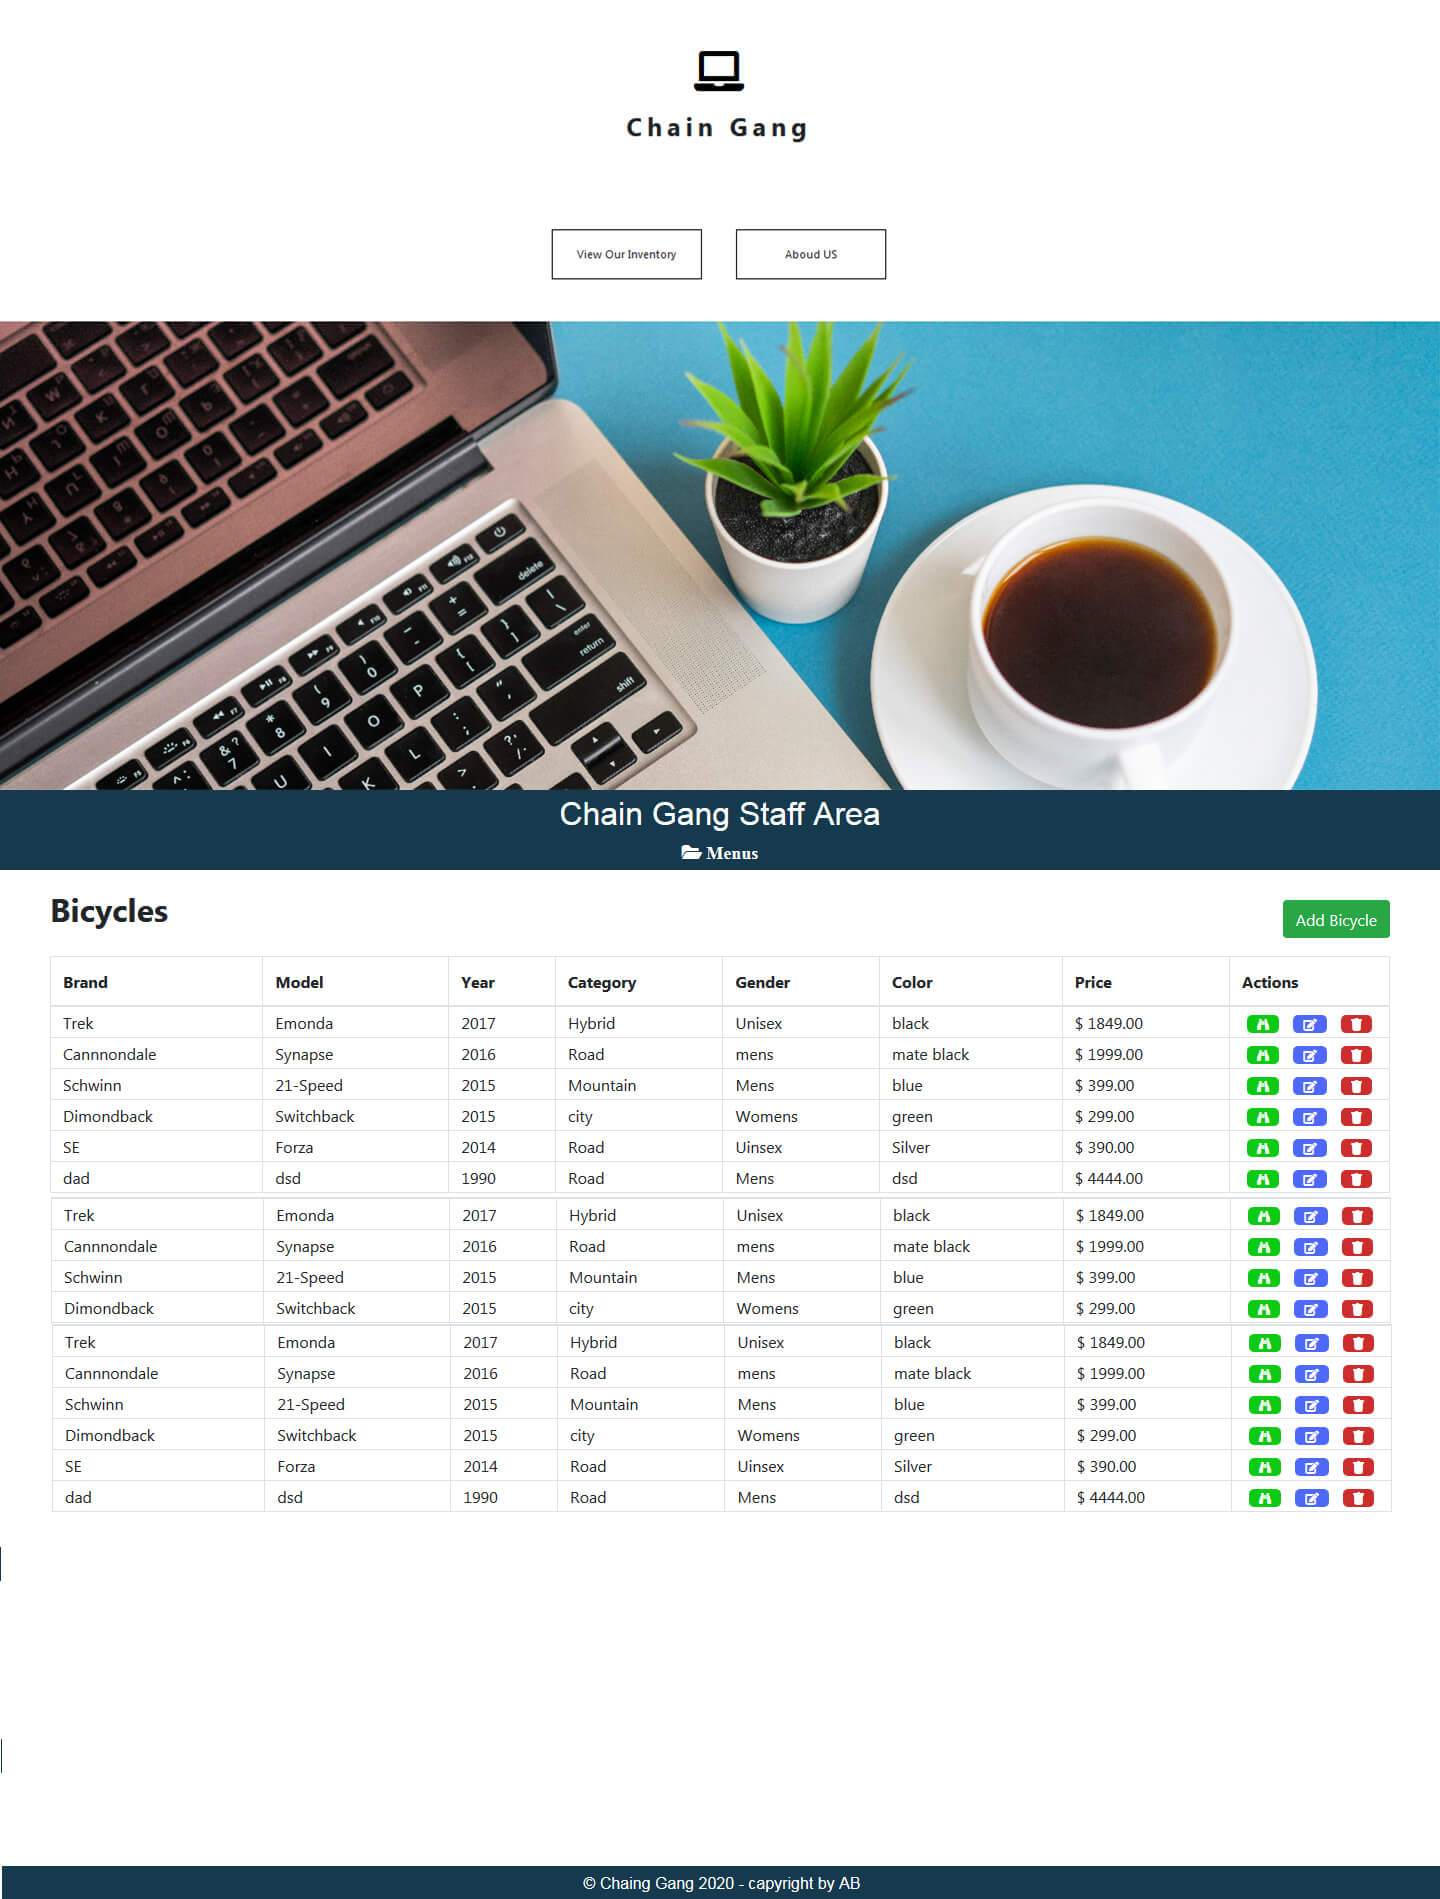 Chain Gang
View Our Inventory
Aboud US
delete
enter
return
shift
Chain Gang Staff Area
Menus
Bicycles
Add Bicycle
Brand Model Year Category Gender Color Price Actions
Trek Emonda 2017 Hybrid Unisex black $ 1849.00
Cannnondale Synapse 2016 Road mens mate black $ 1999.00
Schwinn 21-Speed 2015 Mountain Mens blue $ 399.00
Dimondback Switchback 2015 city Womens green $ 299.00
SE Forza 2014 Road Uinsex Silver $ 390.00
dad dsd 1990 Road Mens dsd $ 4444.00
Trek Emonda 2017 Hybrid Unisex black $ 1849.00
Cannnondale Synapse 2016 Road mens mate black $ 1999.00
Schwinn 21-Speed 2015 Mountain Mens blue $ 399.00
Dimondback Switchback 2015 city Womens green $ 299.00
Trek Emonda 2017 Hybrid Unisex black $ 1849.00
Cannnondale Synapse 2016 Road mens mate black $ 1999.00
Schwinn 21-Speed 2015 Mountain Mens blue $ 399.00
Dimondback Switchback 2015 city Womens green $ 299.00
SE Forza 2014 Road Uinsex Silver $ 390.00
dad dsd 1990 Road Mens dsd $ 4444.00
© Chaing Gang 2020 - capyright by AB